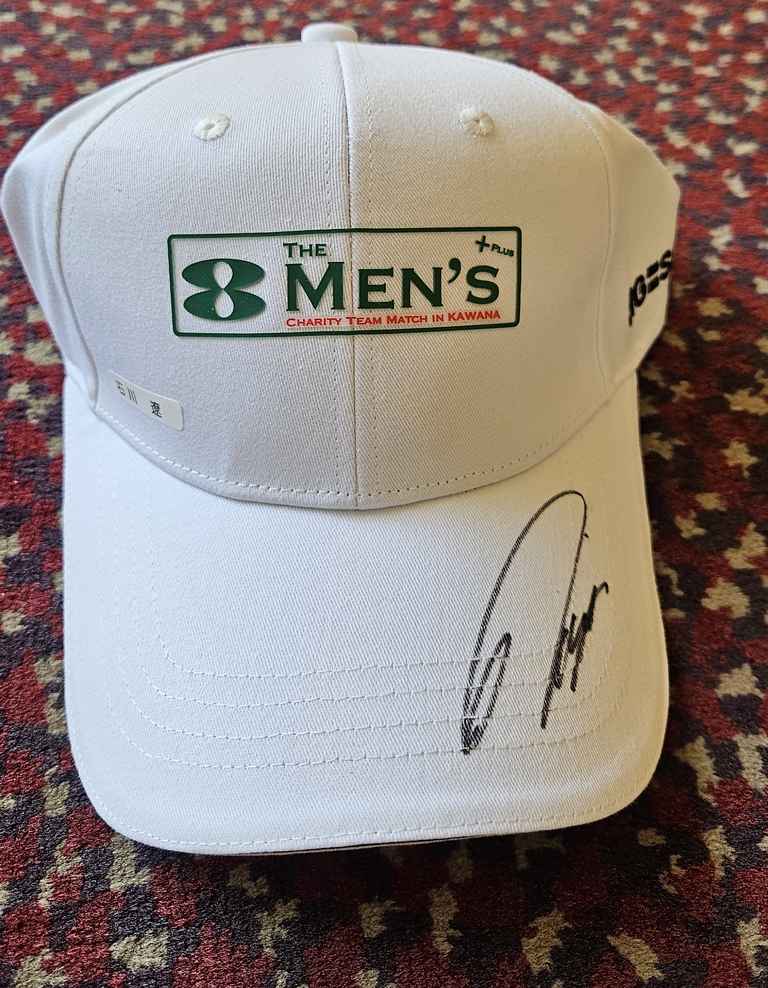 THE
MEN'S
+PLUS
CHARITY TEAM MATCH IN KAWANA
石川 遼